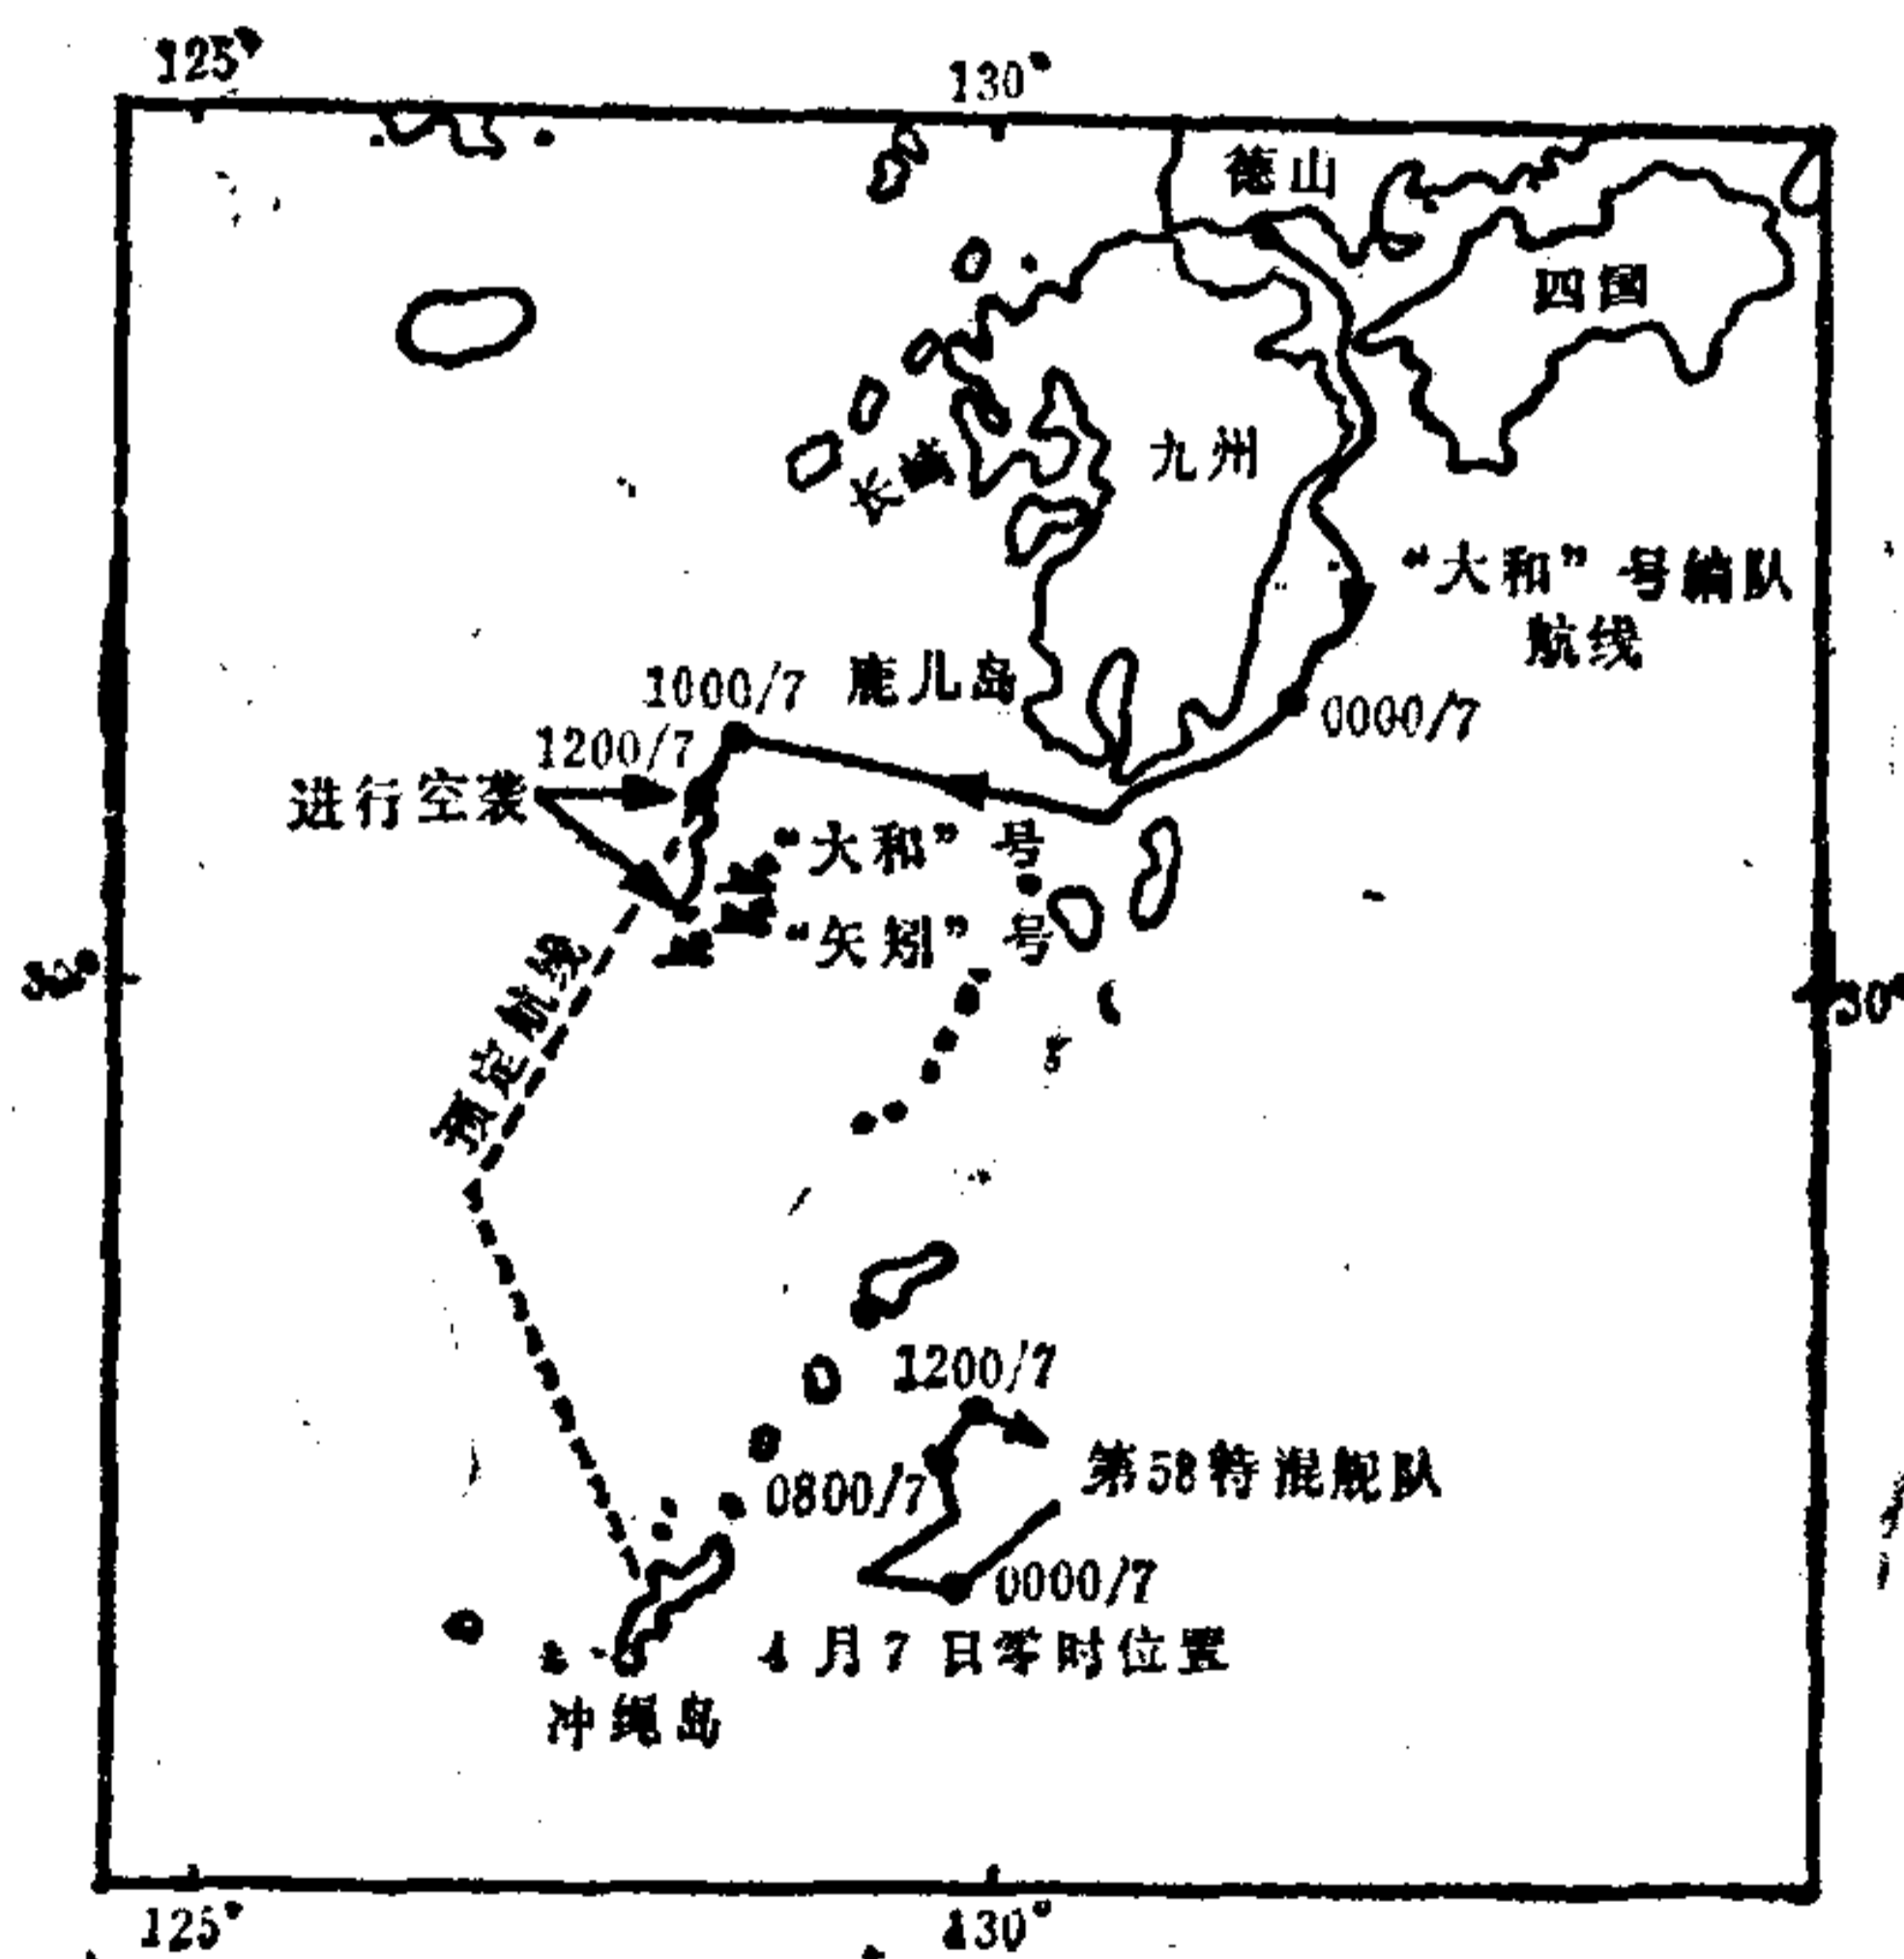 125°
130°
德山
四国
长崎
九州
“大和”号编队
航线
1000/7
鹿儿岛
0000/7
1200/7
进行空袭
“大和”号
“矢矧”号
30°
30°
预定航线
1200/7
第58特混舰队
0800/7
0000/7
4月7日零时位置
冲绳岛
125°
130°